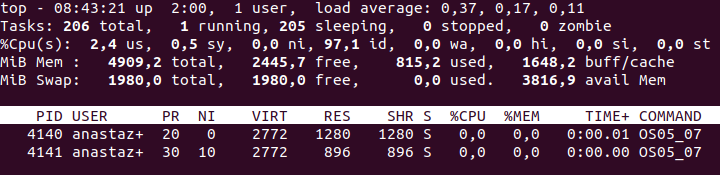 top - 08:43:21 up  2:00,  1 user,  load average: 0,37, 0,17, 0,11
Tasks: 206 total,   1 running, 205 sleeping,   0 stopped,   0 zombie
%Cpu(s):  2,4 us,  0,5 sy,  0,0 ni, 97,1 id,  0,0 wa,  0,0 hi,  0,0 si,  0,0 st
MiB Mem :   4909,2 total,   2445,7 free,    815,2 used,   1648,2 buff/cache
MiB Swap:   1980,0 total,   1980,0 free,      0,0 used.   3816,9 avail Mem
PID USER      PR  NI    VIRT    RES    SHR S  %CPU  %MEM     TIME+ COMMAND
4140 anastaz+  20   0    2772   1280   1280 S   0,0   0,0   0:00.01 OS05_07
4141 anastaz+  30  10    2772    896    896 S   0,0   0,0   0:00.00 OS05_07